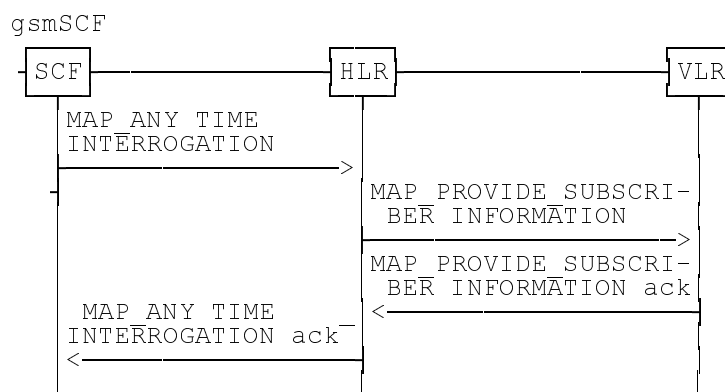 gsmSCF
SCF
HLR
VLR
MAP_ANY TIME
INTERROGATION
MAP_PROVIDE_SUBSCRI-
BER INFORMATION
MAP_PROVIDE_SUBSCRI-
BER INFORMATION ack
MAP_ANY TIME
INTERROGATION ack